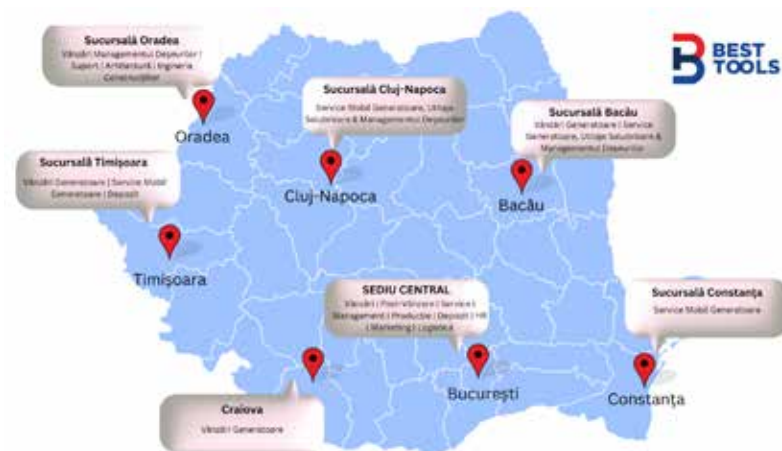 Sucursală Oradea
Vânzări Managementul Deșeurilor |
Suport | Arhitectură | Ingineria
Construcțiilor
Oradea
BEST
TOOLS
Sucursală Cluj-Napoca
Service Mobil Generatoare, Utilaje
Salubrizare & Managementul Deșeurilor
Cluj-Napoca
Sucursală Bacău
Vânzări Generatoare | Service
Generatoare, Utilaje Salubrizare &
Managementul Deșeurilor
Bacău
Sucursală Timișoara
Vânzări Generatoare | Service Mobil
Generatoare | Depozit
Timișoara
SEDIU CENTRAL
Vânzări | Post-Vânzare | Service |
Management | Producție | Depozit | HR
| Marketing | Logistică
București
Sucursală Constanța
Service Mobil Generatoare
Constanța
Craiova
Vânzări Generatoare